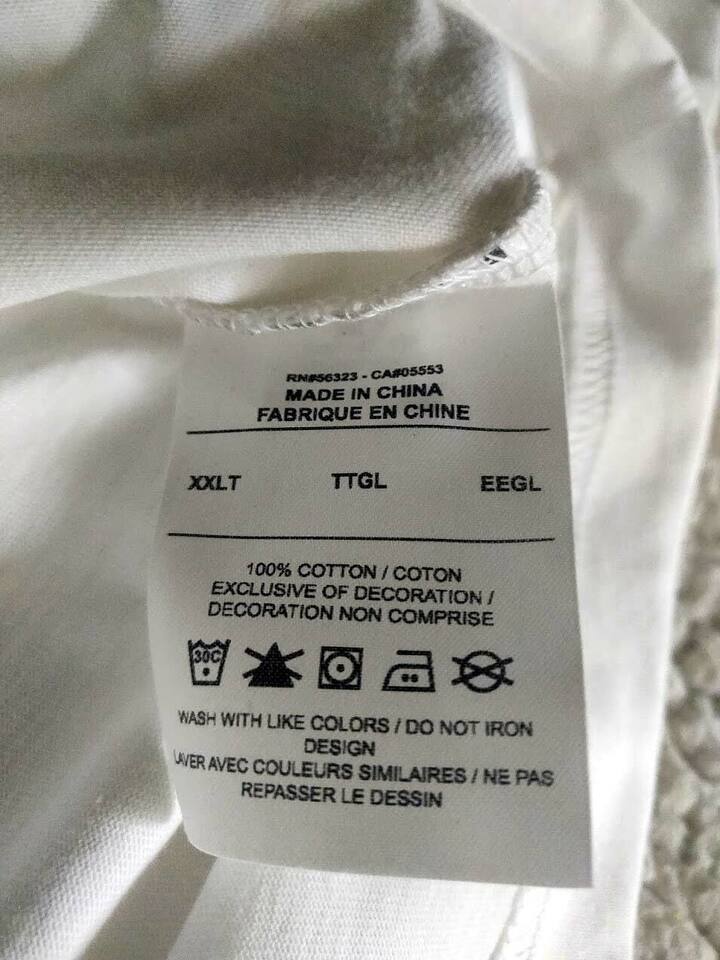 RN#56323 - CA#05553
MADE IN CHINA
FABRIQUE EN CHINE
XXLT TTGL EEGL
100% COTTON / COTON
EXCLUSIVE OF DECORATION /
DECORATION NON COMPRISE
30C
WASH WITH LIKE COLORS / DO NOT IRON
DESIGN
LAVER AVEC COULEURS SIMILAIRES / NE PAS
REPASSER LE DESSIN